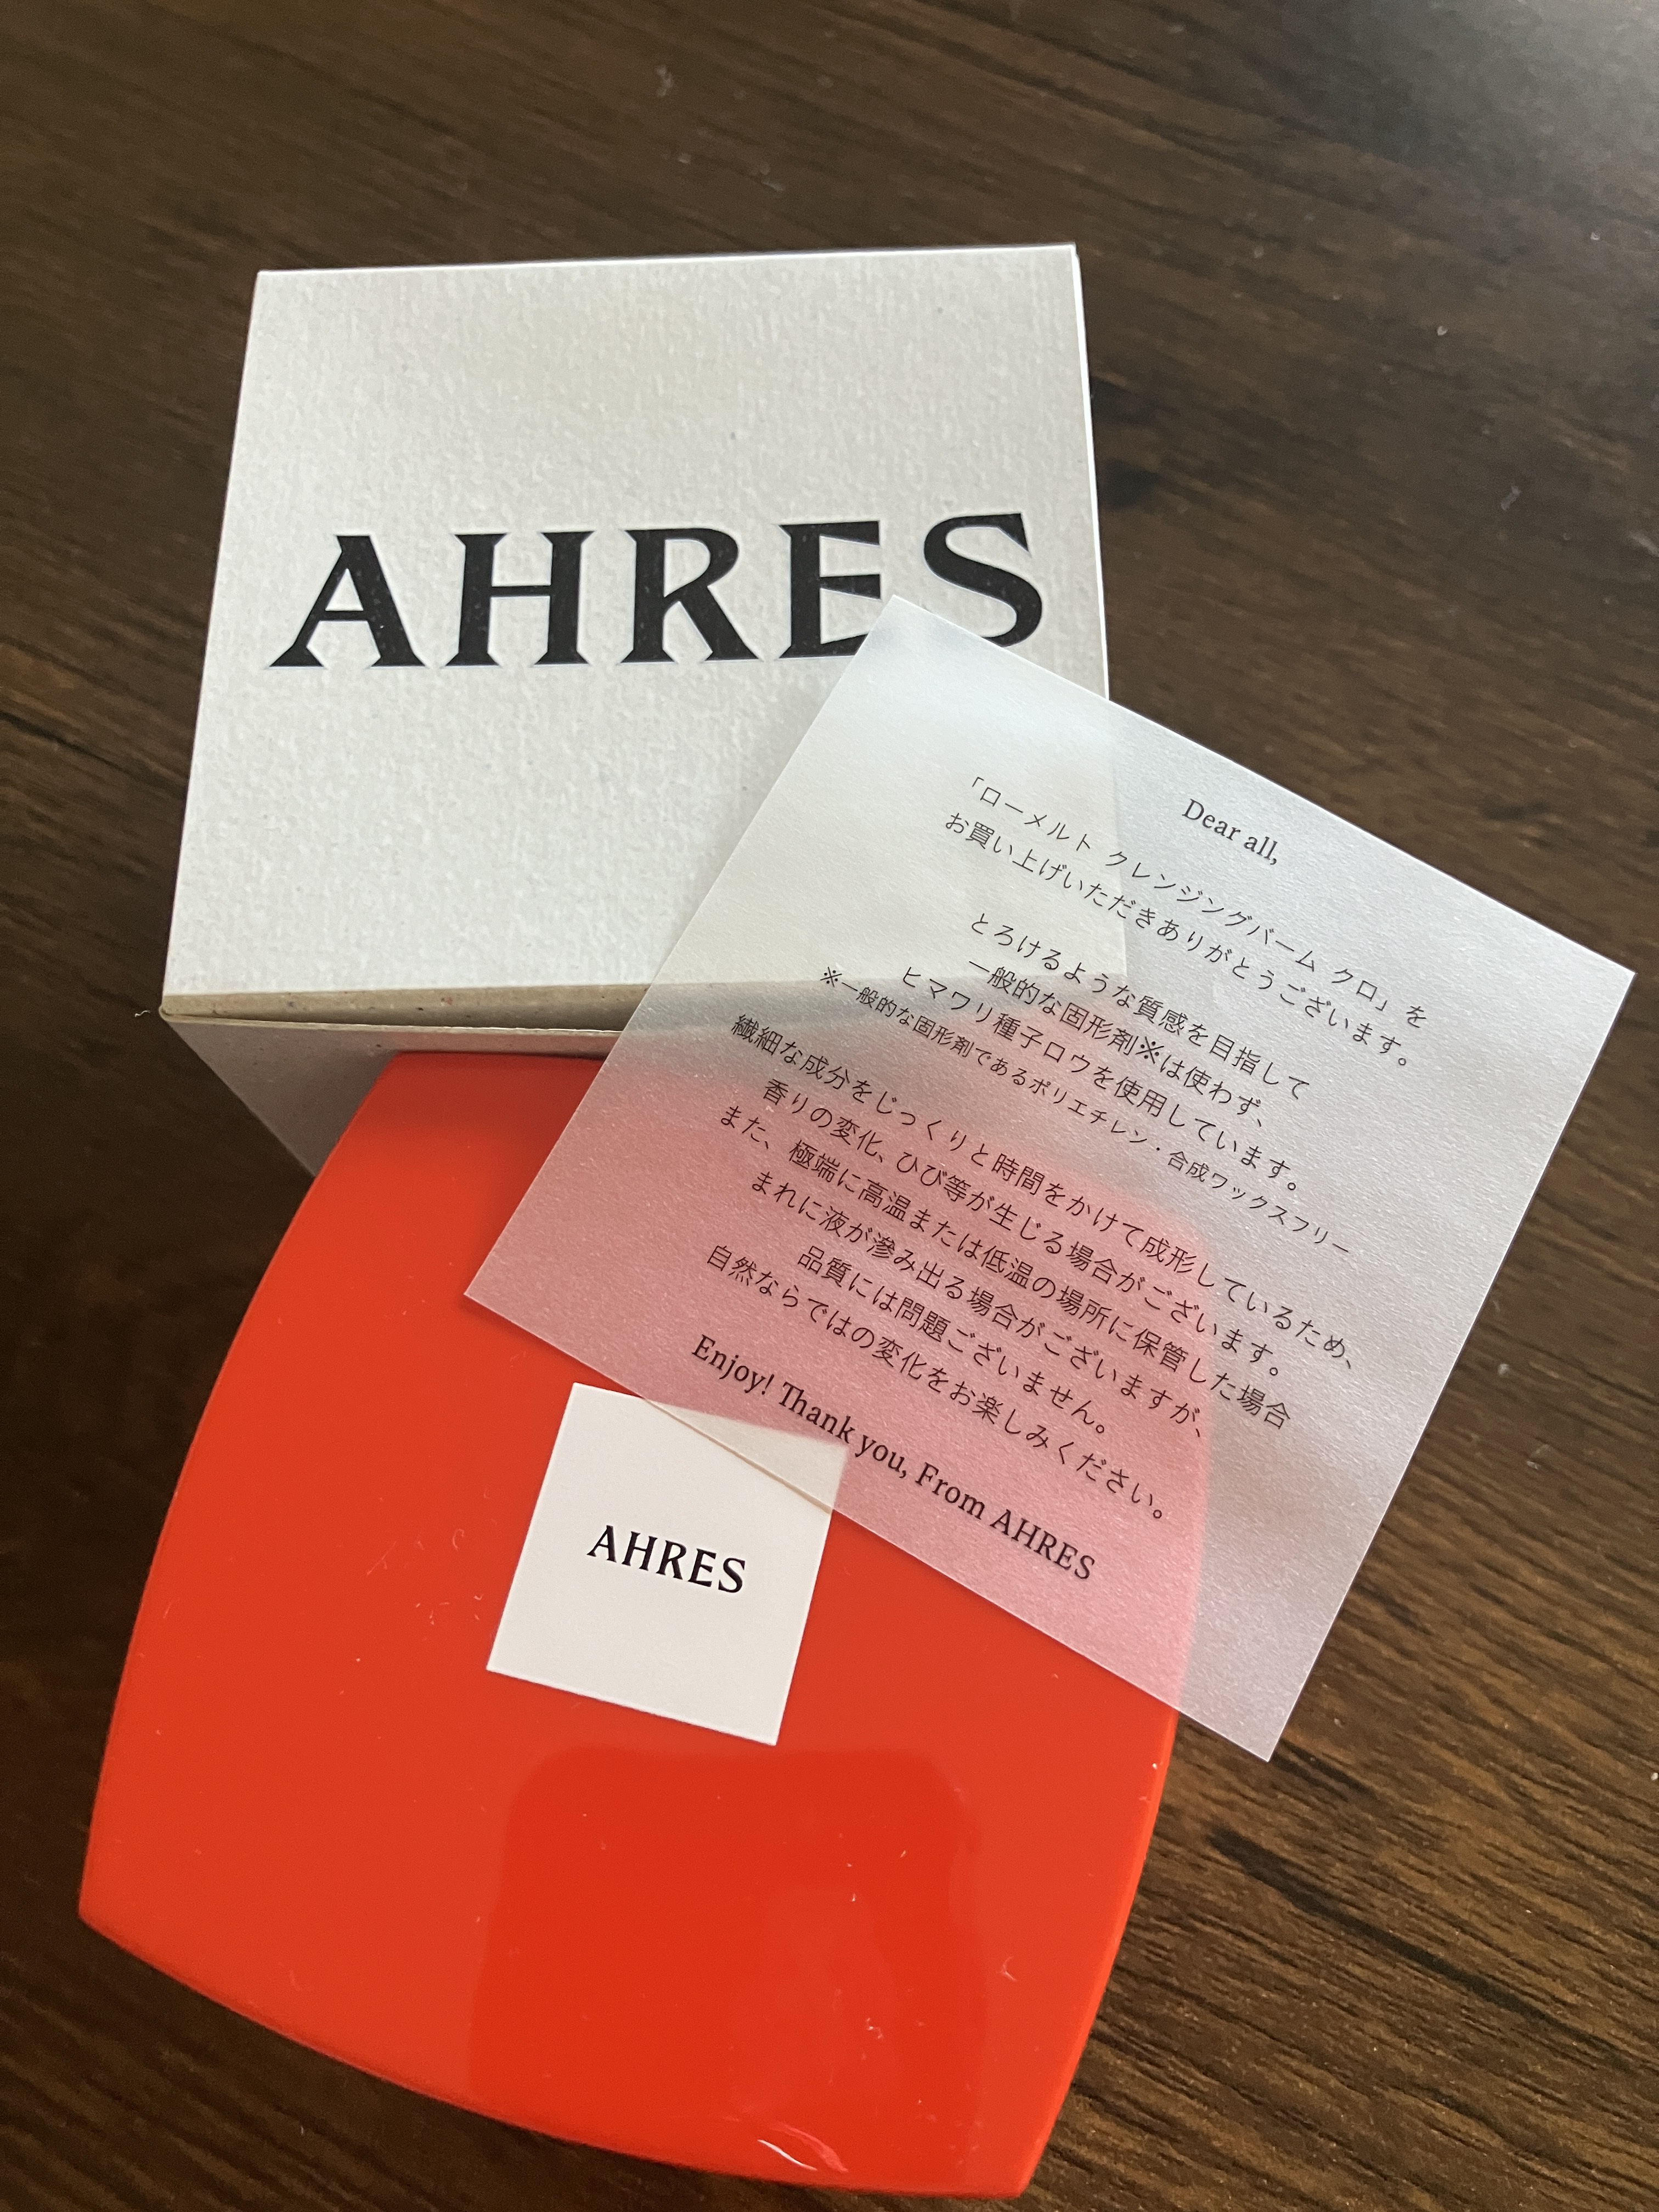 AHRES
Dear all,
「ローメルト クレンジングバーム クロ」を
お買い上げいただきありがとうございます。
とろけるような質感を目指して
一般的な固形剤※は使わず、
ヒマワリ種子ロウを使用しています。
※一般的な固形剤であるポリエチレン・合成ワックスフリー
繊細な成分をじっくりと時間をかけて成形しているため、
香りの変化、ひび等が生じる場合がございます。
また、極端に高温または低温の場所に保管した場合
まれに液が滲み出る場合がございますが、
品質には問題ございません。
自然ならではの変化をお楽しみください。
Enjoy! Thank you, From AHRES
AHRES